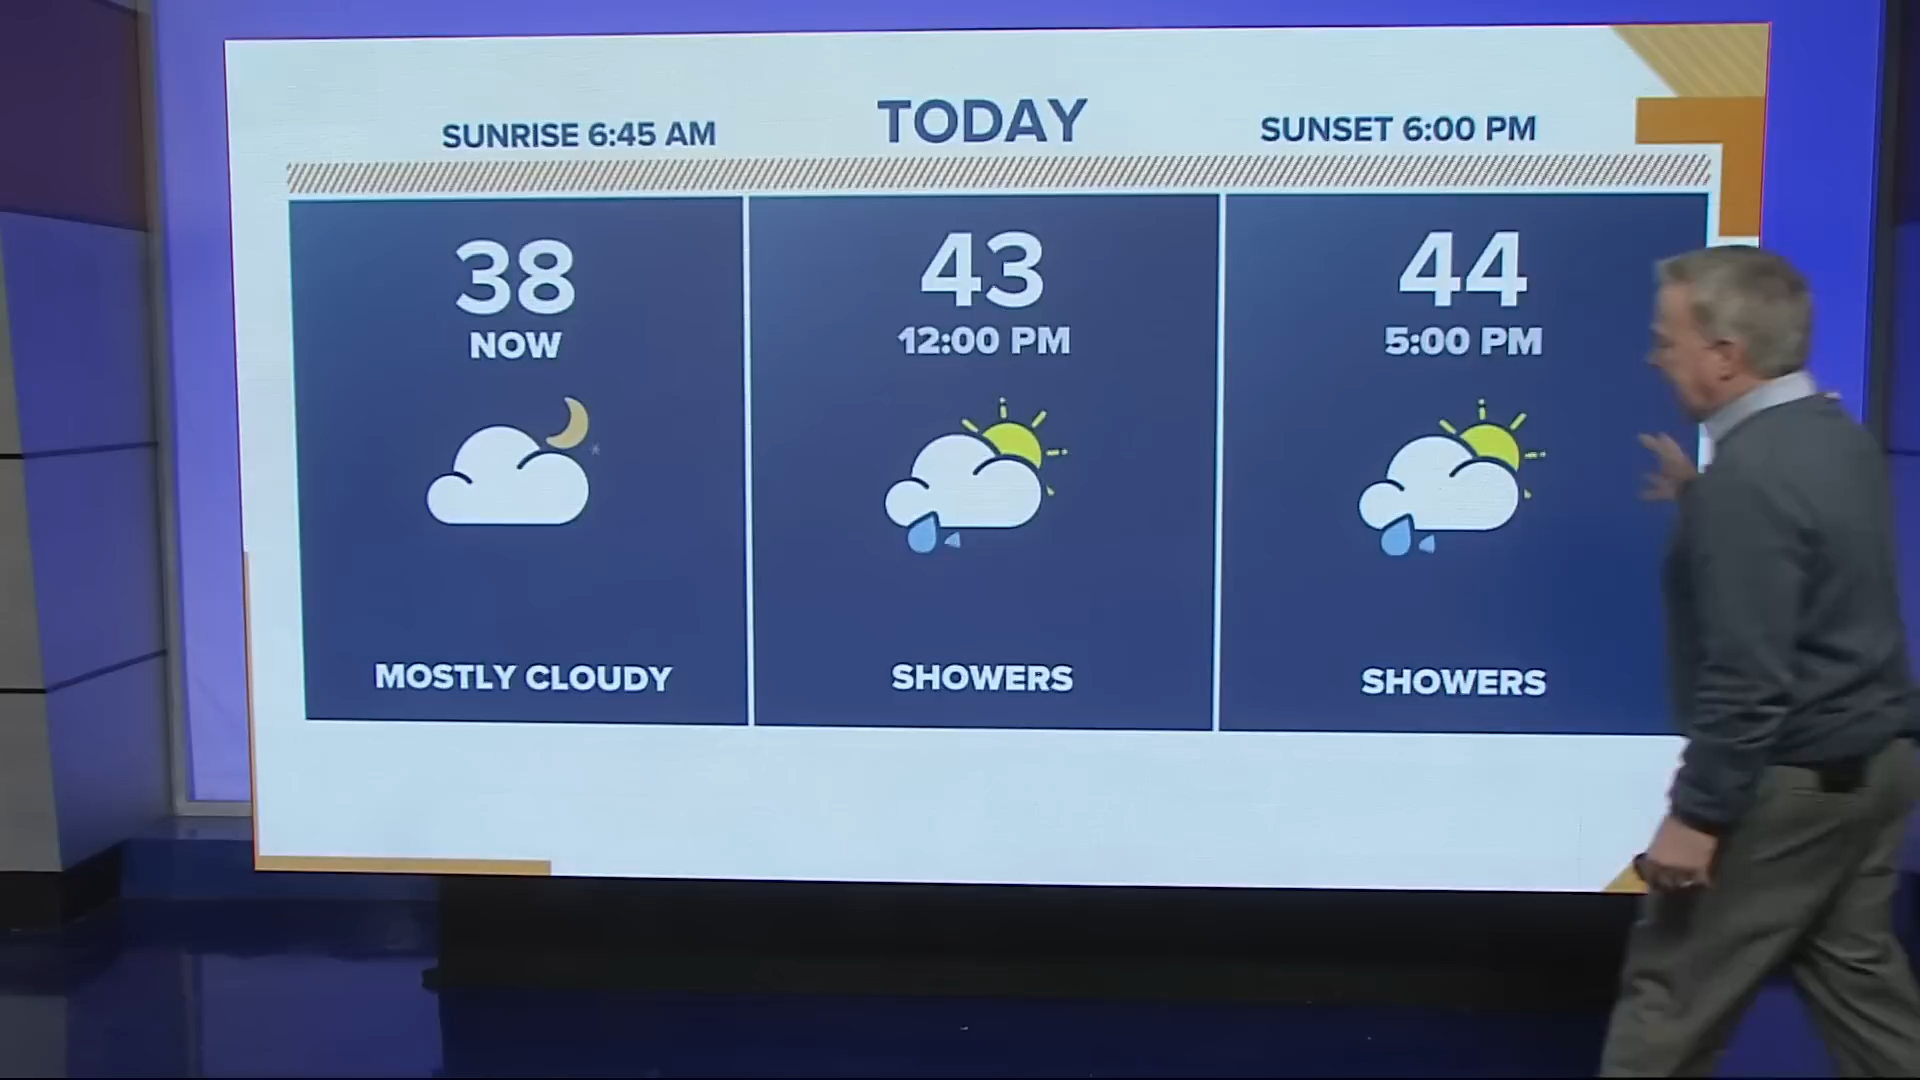 TODAY
SUNRISE 6:45 AM
SUNSET 6:00 PM
38
NOW
MOSTLY CLOUDY
43
12:00 PM
SHOWERS
44
5:00 PM
SHOWERS